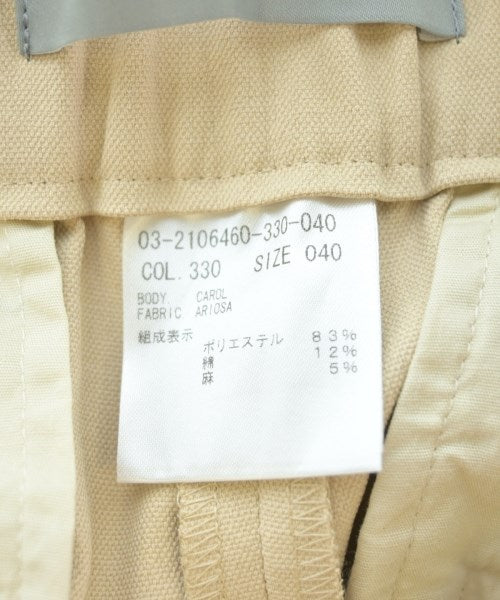 03-2106460-330-040
COL. 330 SIZE 040
BODY. CAROL
FABRIC ARIOSA
組成表示
ポリエステル 83%
綿 12%
麻 5%